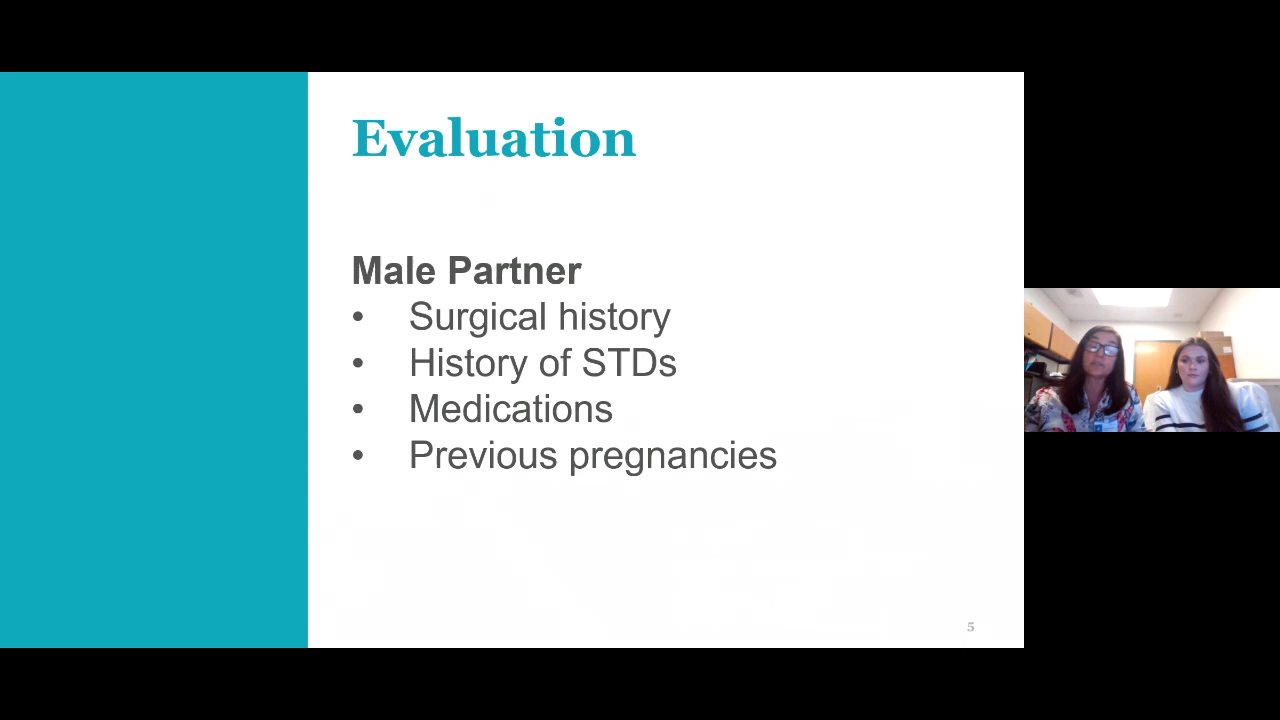 Evaluation
Male Partner
• Surgical history
• History of STDs
• Medications
• Previous pregnancies
5